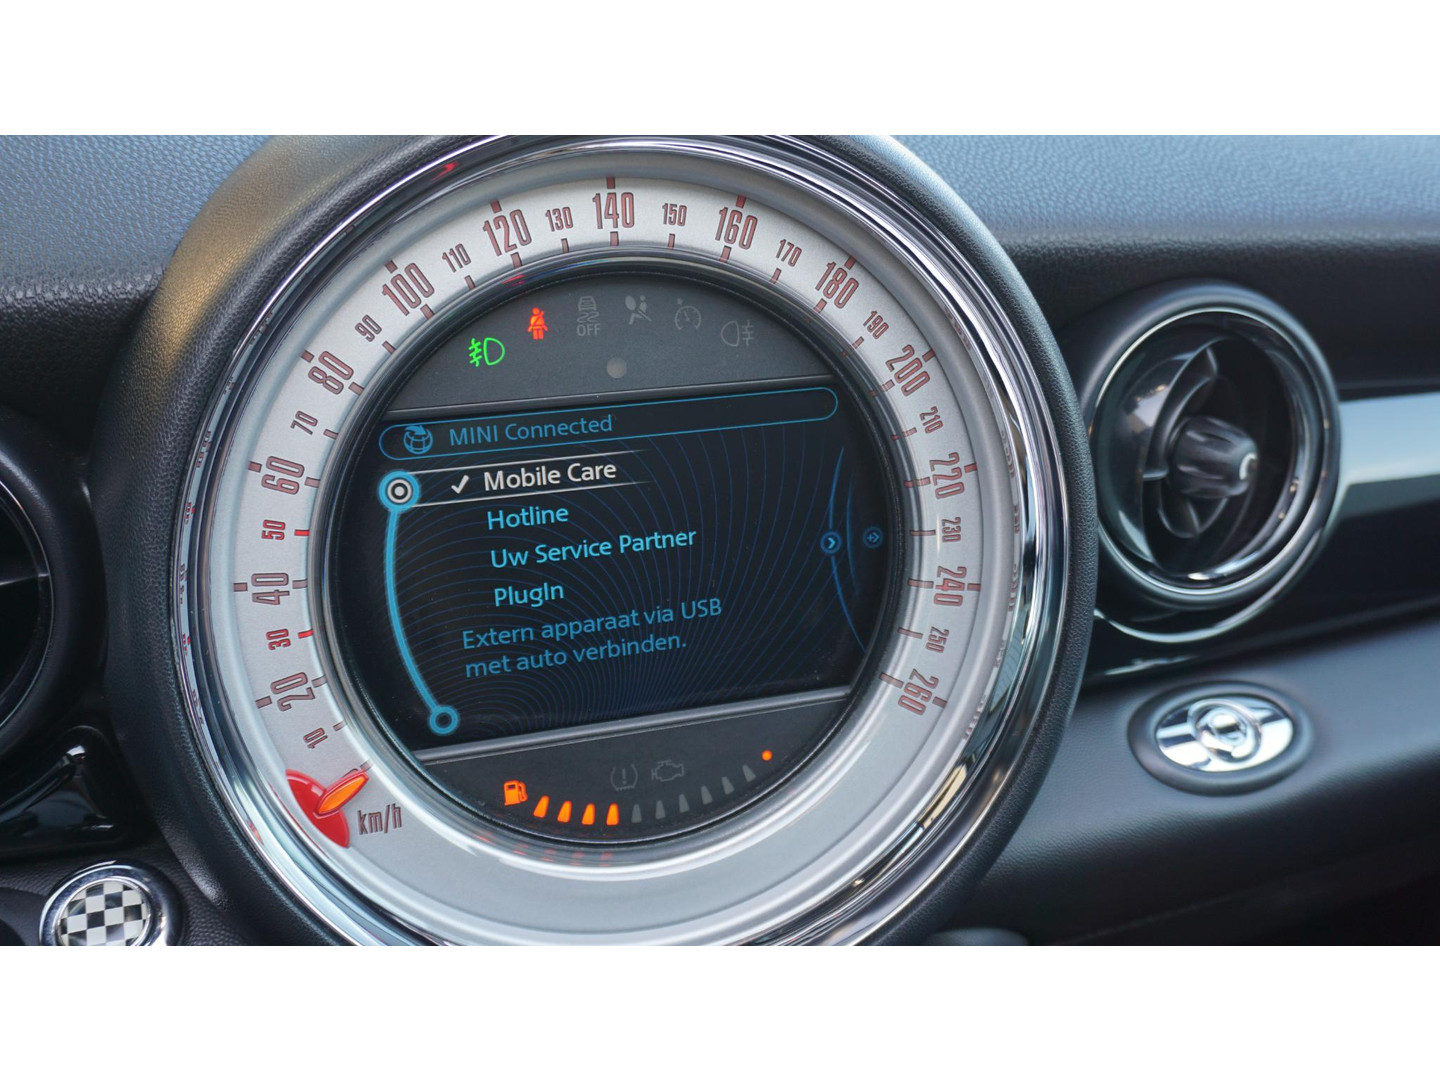 10
20
30
40
50
60
70
80
90
100
110
120
130
140
150
160
170
180
190
200
210
220
230
240
250
260
km/h
OFF
MINI Connected
Mobile Care
Hotline
Uw Service Partner
PlugIn
Extern apparaat via USB
met auto verbinden.